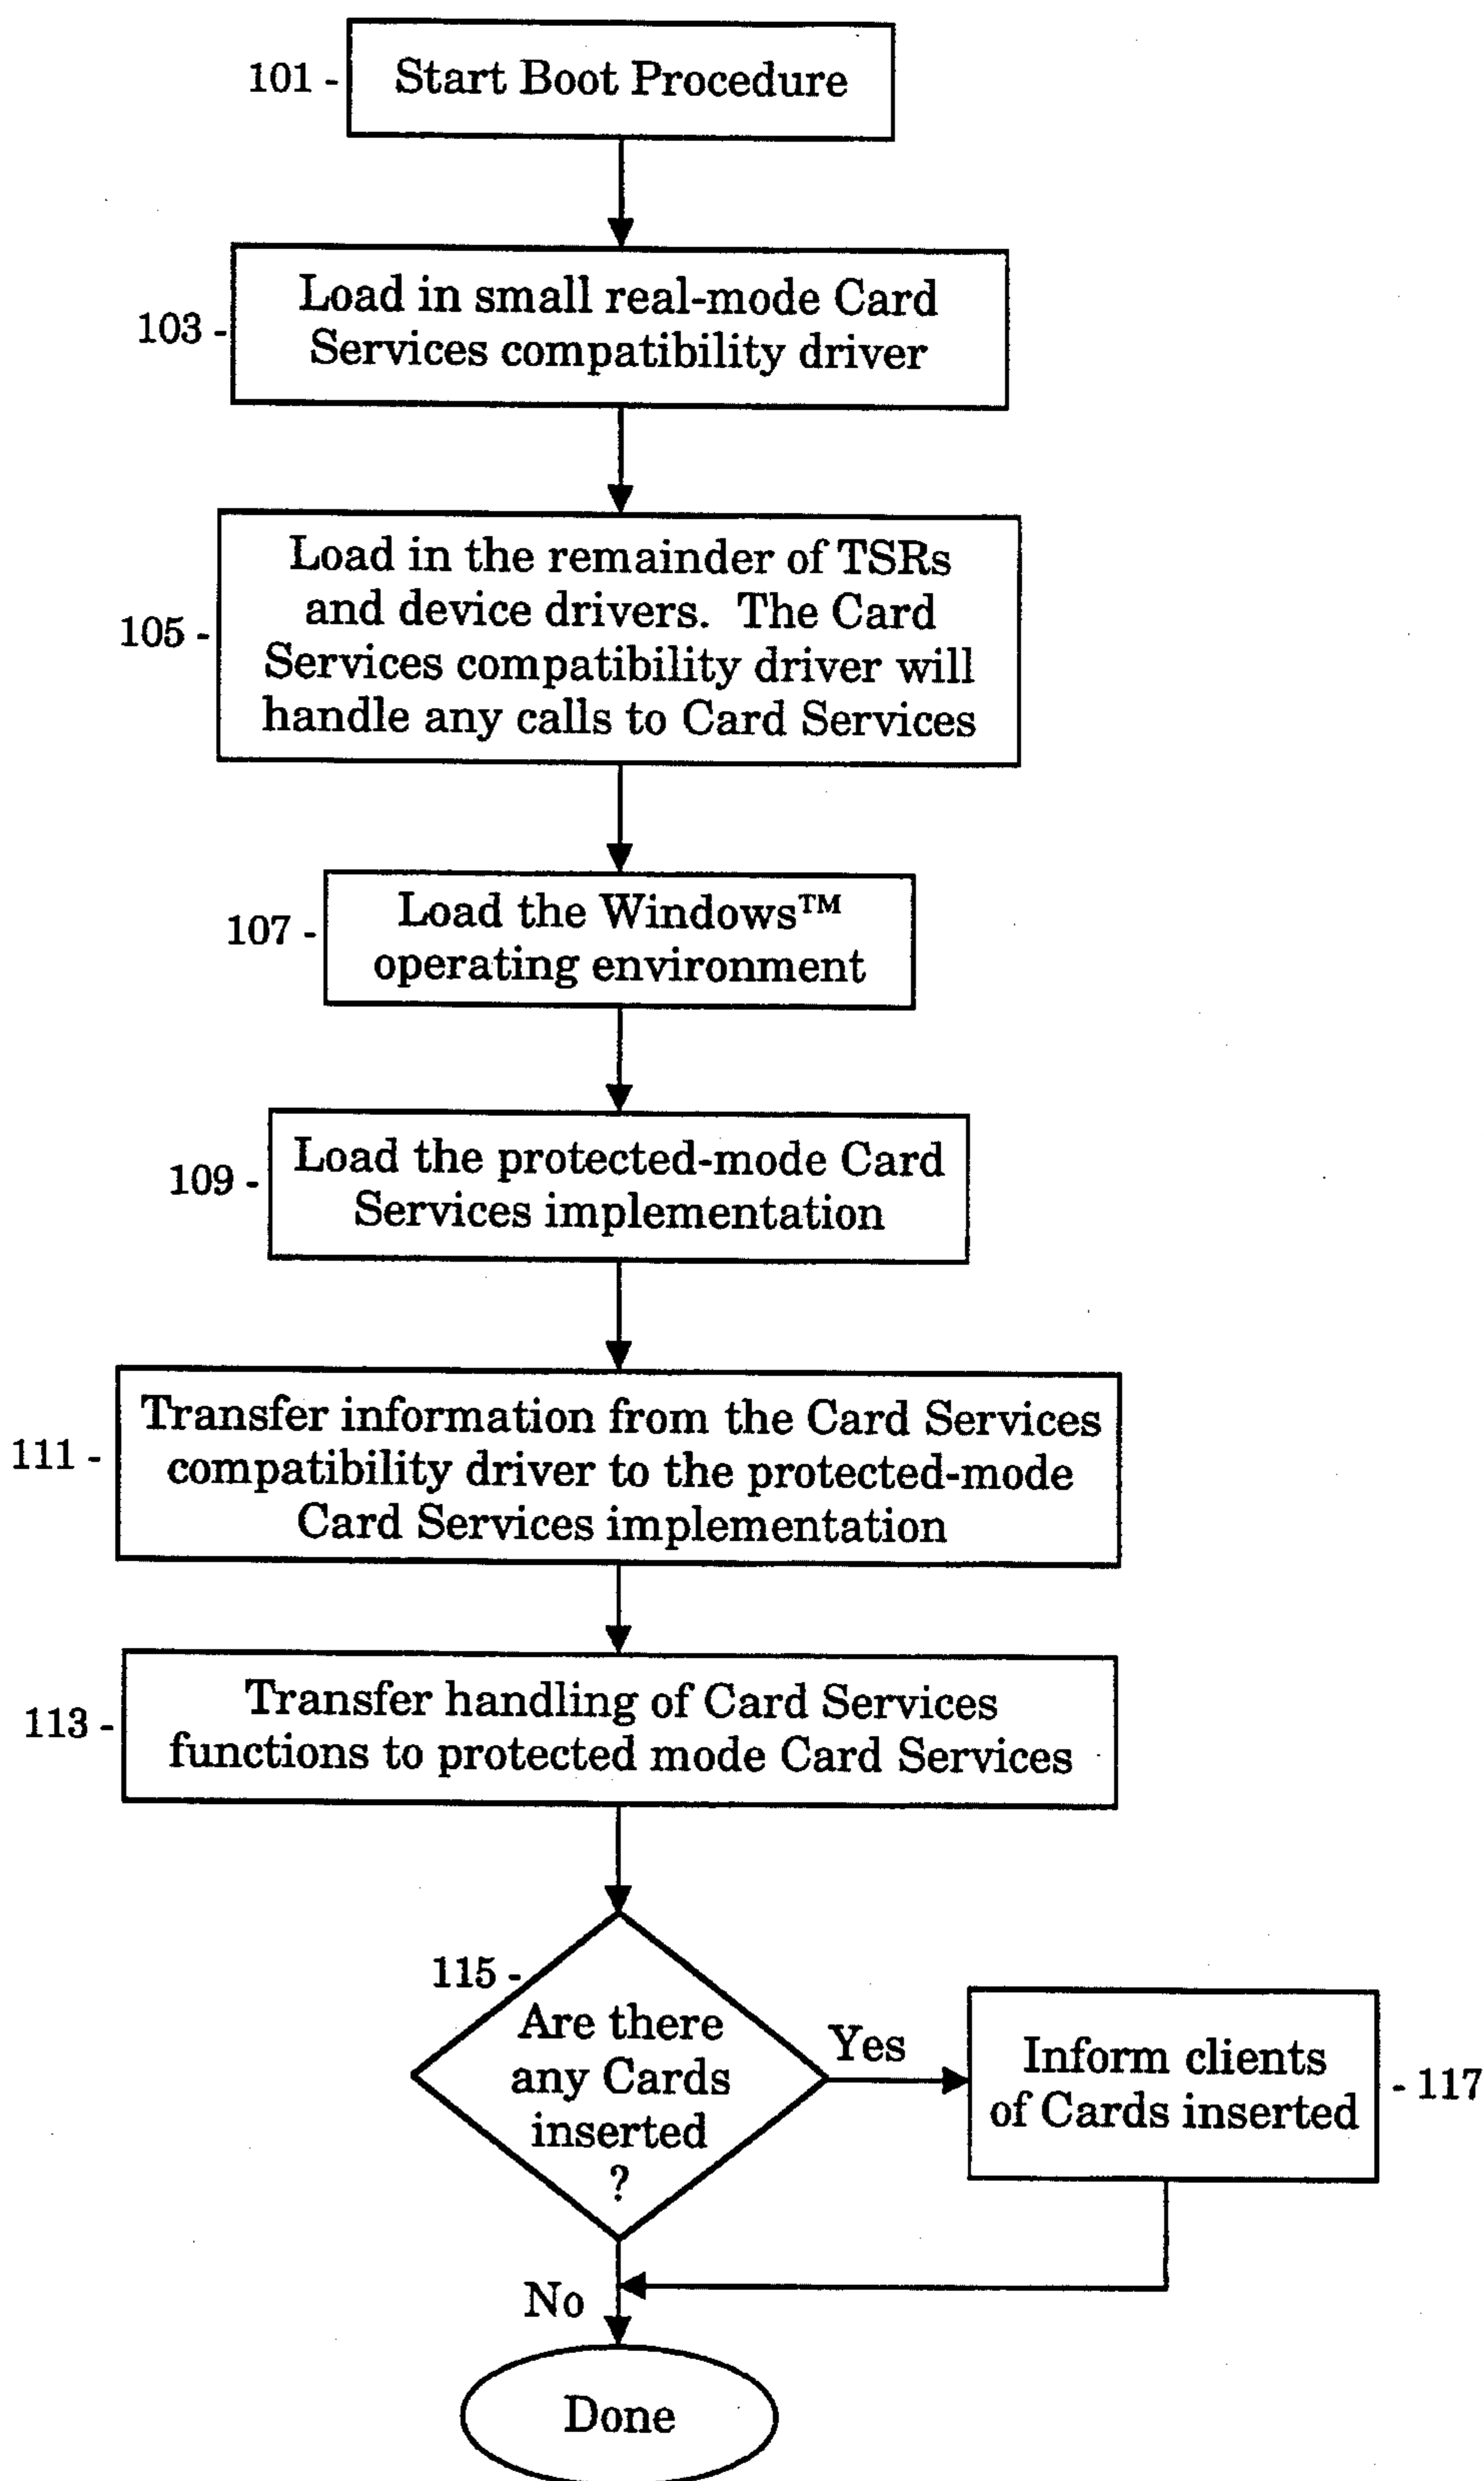 101 -
Start Boot Procedure
103 -
Load in small real-mode Card
Services compatibility driver
105 -
Load in the remainder of TSRs
and device drivers.  The Card
Services compatibility driver will
handle any calls to Card Services
107 -
Load the Windows™
operating environment
109 -
Load the protected-mode Card
Services implementation
111 -
Transfer information from the Card Services
compatibility driver to the protected-mode
Card Services implementation
113 -
Transfer handling of Card Services
functions to protected mode Card Services
115 -
Are there
any Cards
inserted
?
Yes
Inform clients
of Cards inserted
- 117
No
Done